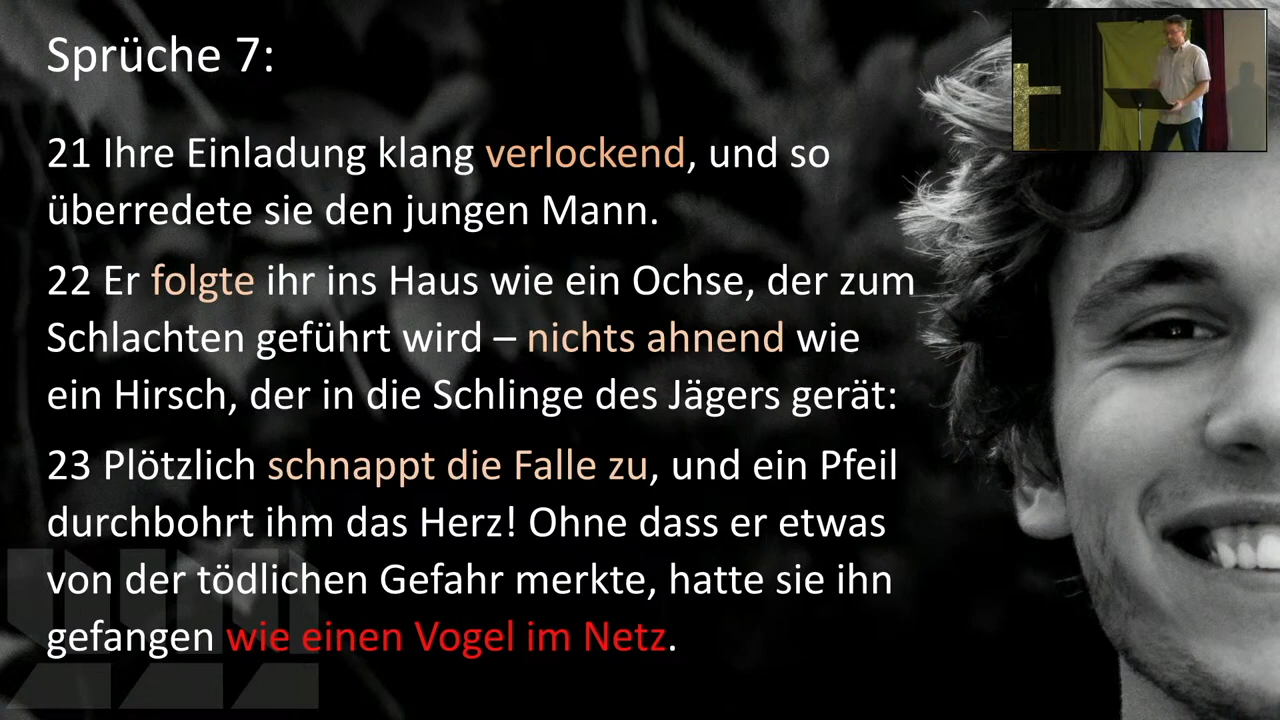 Sprüche 7:
21 Ihre Einladung klang verlockend, und so
überredete sie den jungen Mann.
22 Er folgte ihr ins Haus wie ein Ochse, der zum
Schlachten geführt wird – nichts ahnend wie
ein Hirsch, der in die Schlinge des Jägers gerät:
23 Plötzlich schnappt die Falle zu, und ein Pfeil
durchbohrt ihm das Herz! Ohne dass er etwas
von der tödlichen Gefahr merkte, hatte sie ihn
gefangen wie einen Vogel im Netz.